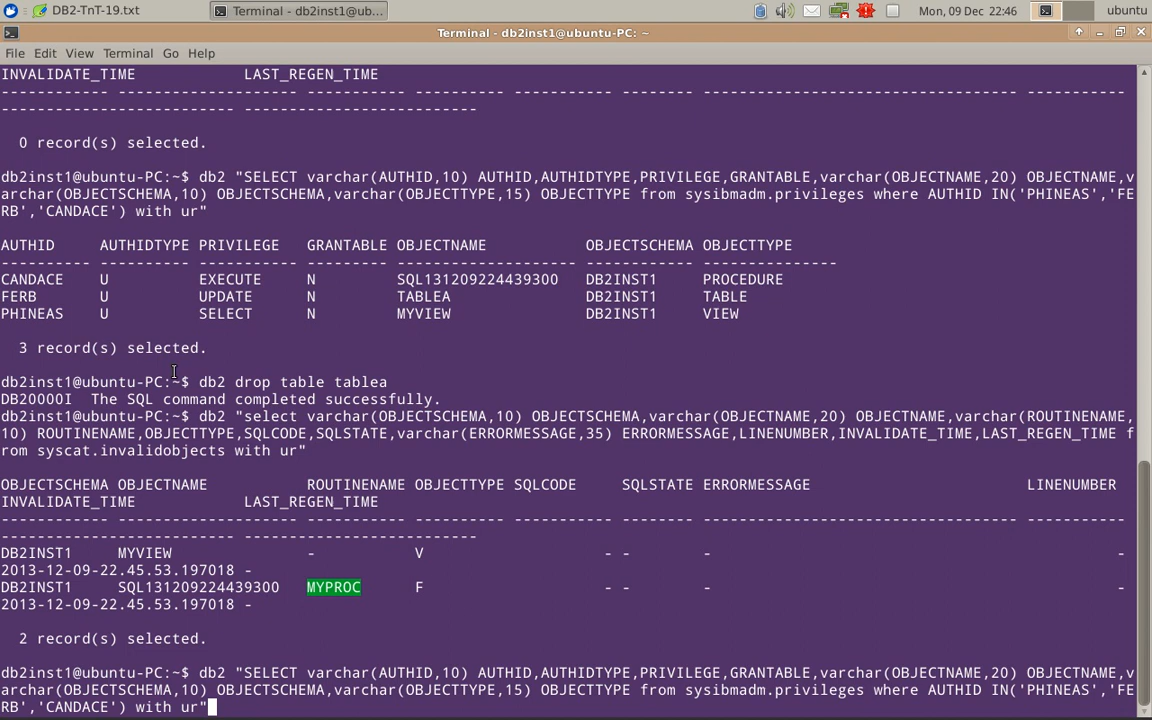 DB2-TnT-19.txt
Terminal - db2inst1@ub...
Mon, 09 Dec, 22:46
ubuntu
Terminal - db2inst1@ubuntu-PC: ~
File Edit View Terminal Go Help
INVALIDATE_TIME            LAST_REGEN_TIME
------------ -------------------- ----------- ---------- ----------- -------- ----------------------------------- -----------
-------------------------- --------------------------
  0 record(s) selected.
db2inst1@ubuntu-PC:~$ db2 "SELECT varchar(AUTHID,10) AUTHID,AUTHIDTYPE,PRIVILEGE,GRANTABLE,varchar(OBJECTNAME,20) OBJECTNAME,v
archar(OBJECTSCHEMA,10) OBJECTSCHEMA,varchar(OBJECTTYPE,15) OBJECTTYPE from sysibmadm.privileges where AUTHID IN('PHINEAS','FE
RB','CANDACE') with ur"
AUTHID     AUTHIDTYPE PRIVILEGE   GRANTABLE OBJECTNAME           OBJECTSCHEMA OBJECTTYPE
---------- ---------- ----------- --------- -------------------- ------------ ---------------
CANDACE    U          EXECUTE     N         SQL131209224439300   DB2INST1     PROCEDURE
FERB       U          UPDATE      N         TABLEA               DB2INST1     TABLE
PHINEAS    U          SELECT      N         MYVIEW               DB2INST1     VIEW
  3 record(s) selected.
db2inst1@ubuntu-PC:~$ db2 drop table tablea
DB20000I  The SQL command completed successfully.
db2inst1@ubuntu-PC:~$ db2 "select varchar(OBJECTSCHEMA,10) OBJECTSCHEMA,varchar(OBJECTNAME,20) OBJECTNAME,varchar(ROUTINENAME,
10) ROUTINENAME,OBJECTTYPE,SQLCODE,SQLSTATE,varchar(ERRORMESSAGE,35) ERRORMESSAGE,LINENUMBER,INVALIDATE_TIME,LAST_REGEN_TIME f
rom syscat.invalidobjects with ur"
OBJECTSCHEMA OBJECTNAME           ROUTINENAME OBJECTTYPE SQLCODE     SQLSTATE ERRORMESSAGE                        LINENUMBER
INVALIDATE_TIME            LAST_REGEN_TIME
------------ -------------------- ----------- ---------- ----------- -------- ----------------------------------- -----------
-------------------------- --------------------------
DB2INST1     MYVIEW               -           V                    - -        -                                             -
2013-12-09-22.45.53.197018 -
DB2INST1     SQL131209224439300   MYPROC      F                    - -        -                                             -
2013-12-09-22.45.53.197018 -
  2 record(s) selected.
db2inst1@ubuntu-PC:~$ db2 "SELECT varchar(AUTHID,10) AUTHID,AUTHIDTYPE,PRIVILEGE,GRANTABLE,varchar(OBJECTNAME,20) OBJECTNAME,v
archar(OBJECTSCHEMA,10) OBJECTSCHEMA,varchar(OBJECTTYPE,15) OBJECTTYPE from sysibmadm.privileges where AUTHID IN('PHINEAS','FE
RB','CANDACE') with ur"